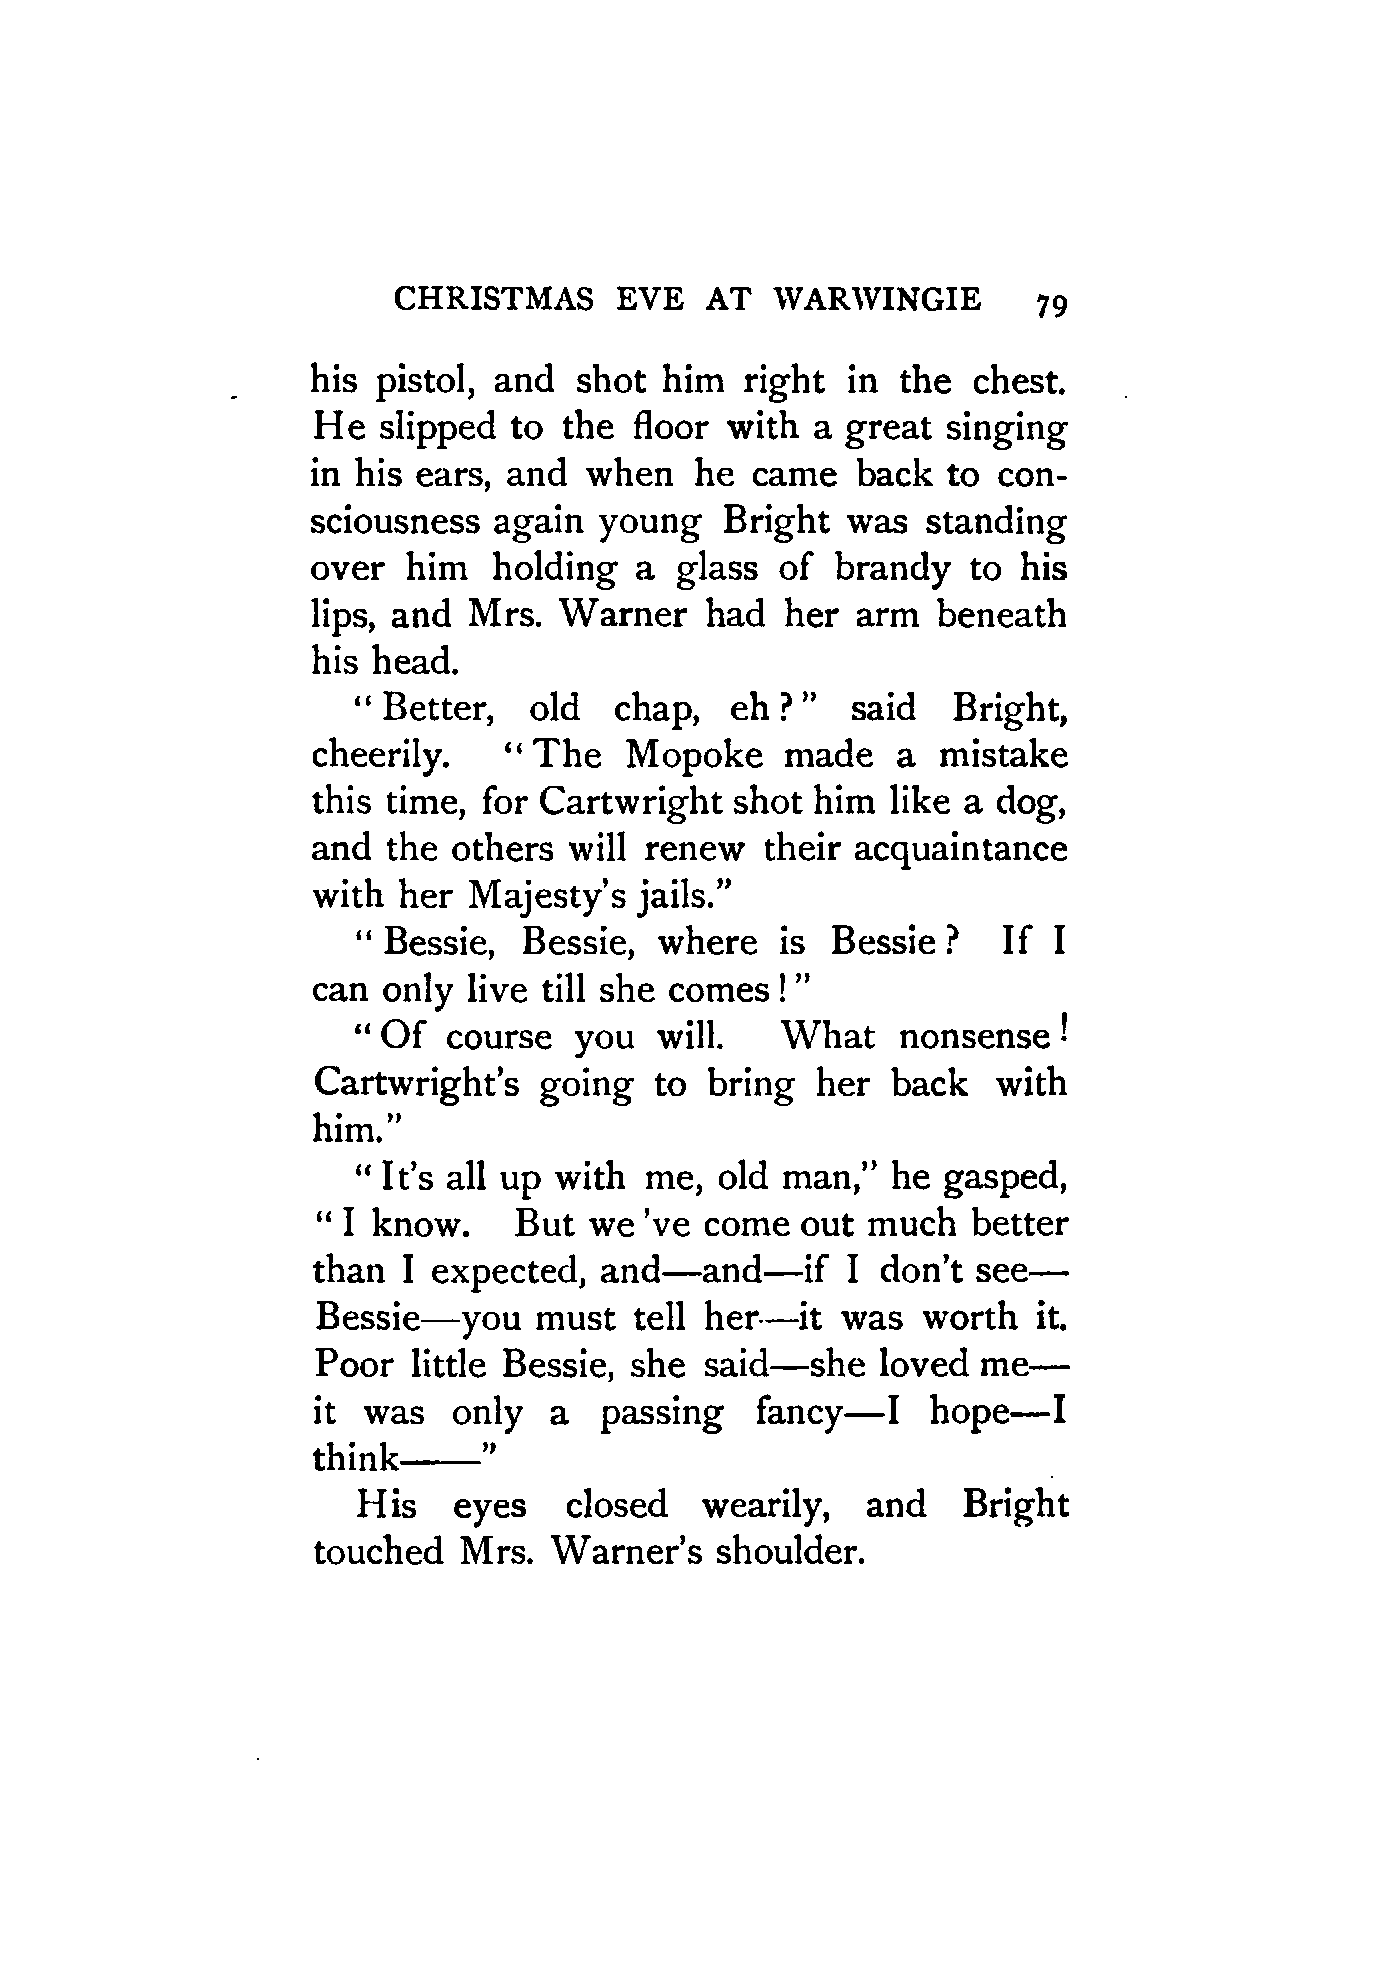 CHRISTMAS EVE AT WARWINGIE 79
his pistol, and shot him right in the chest.
He slipped to the floor with a great singing
in his ears, and when he came back to con-
sciousness again young Bright was standing
over him holding a glass of brandy to his
lips, and Mrs. Warner had her arm beneath
his head.
“Better, old chap, eh?” said Bright,
cheerily. “The Mopoke made a mistake
this time, for Cartwright shot him like a dog,
and the others will renew their acquaintance
with her Majesty's jails.”
“Bessie, Bessie, where is Bessie? If I
can only live till she comes!”
“Of course you will. What nonsense!
Cartwright's going to bring her back with
him.”
“It's all up with me, old man,” he gasped,
“I know. But we 've come out much better
than I expected, and—and—if I don't see—
Bessie—you must tell her—it was worth it.
Poor little Bessie, she said—she loved me—
it was only a passing fancy—I hope—I
think——”
His eyes closed wearily, and Bright
touched Mrs. Warner's shoulder.